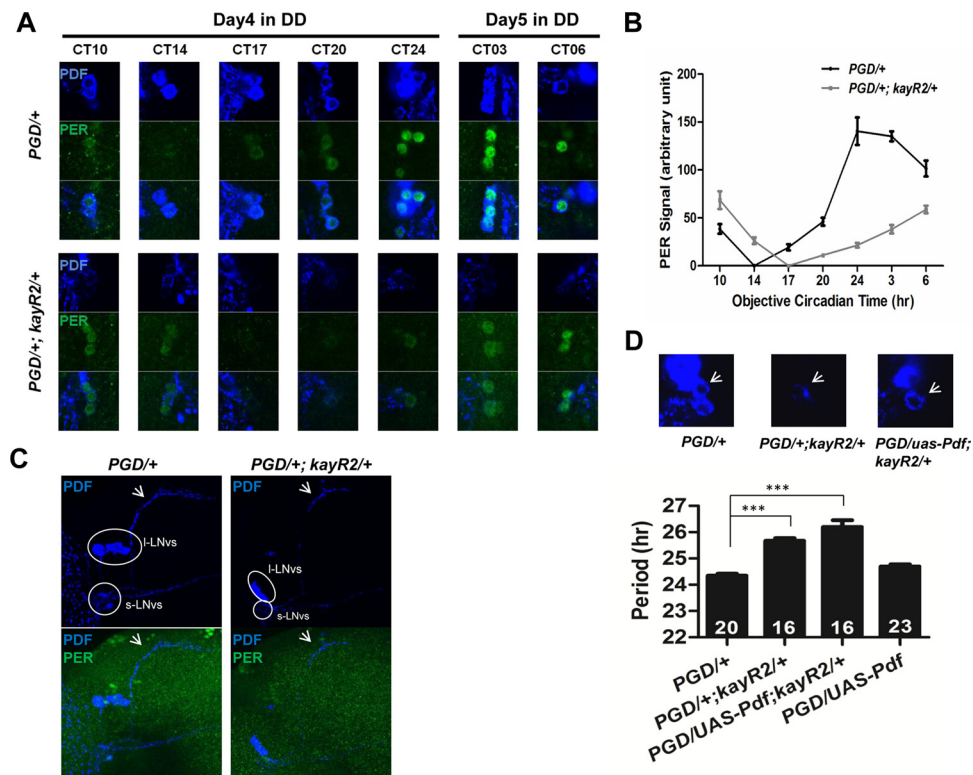 A
Day4 in DD
Day5 in DD
CT10 CT14 CT17 CT20 CT24 CT03 CT06
PGD/+
PDF
PER
PGD/+; kayR2/+
PDF
PER
B
PER Signal (arbitrary unit)
200
150
100
50
0
PGD/+
PGD/+; kayR2/+
10 14 17 20 24 3 6
Objective Circadian Time (hr)
C
PGD/+
PGD/+; kayR2/+
PDF
PDF
l-LNvs
s-LNvs
l-LNvs
s-LNvs
PDF
PER
PDF
PER
D
PGD/+
PGD/+;kayR2/+
PGD/uas-Pdf;
kayR2/+
Period (hr)
27
26
25
24
23
22
***
***
20 16 16 23
PGD/+
PGD/+;kayR2/+
PGD/UAS-Pdf;kayR2/+
PGD/UAS-Pdf